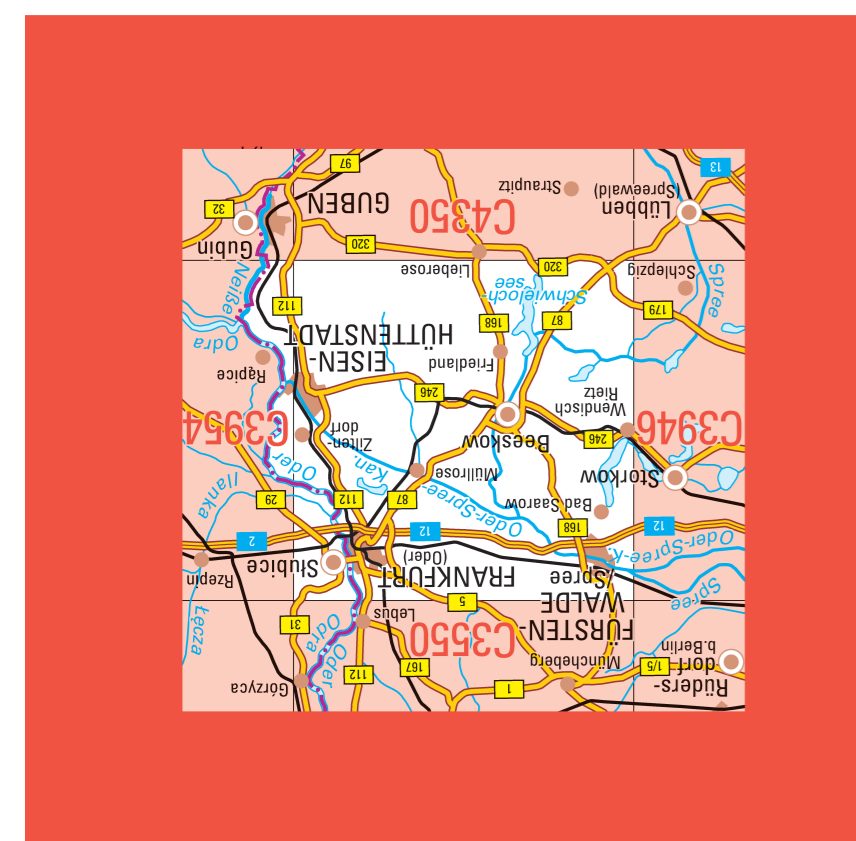 Rüders-
dorf
b.Berlin
1/5
Müncheberg
1
167
112
Górzyca
Oder
Odra
31
Łęcza
C3550
Lebus
5
FÜRSTEN-
WALDE
/Spree
Spree
Oder-Spree-K.
12
FRANKFURT
(Oder)
Słubice
Rzepin
2
12
168
Bad Saarow
Oder-Spree-
Kan.
87
112
29
Ilanka
Storkow
Müllrose
C3946
246
Beeskow
Zilten-
dorf
Oder
C3954
Wendisch
Rietz
246
Friedland
EISEN-
HÜTTENSTADT
Rąpice
Odra
179
87
168
112
Schwieloch-
see
Spree
Schlepzig
320
Lieberose
320
Neiße
Gubin
32
Lübben
(Spreewald)
C4350
GUBEN
Straupitz
13
97